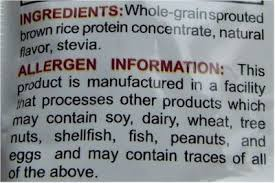 INGREDIENTS: Whole-grain sprouted
brown rice protein concentrate, natural
flavor, stevia.
ALLERGEN INFORMATION: This
product is manufactured in a facility
that processes other products which
may contain soy, dairy, wheat, tree
nuts, shellfish, fish, peanuts, and
eggs and may contain traces of all
of the above.